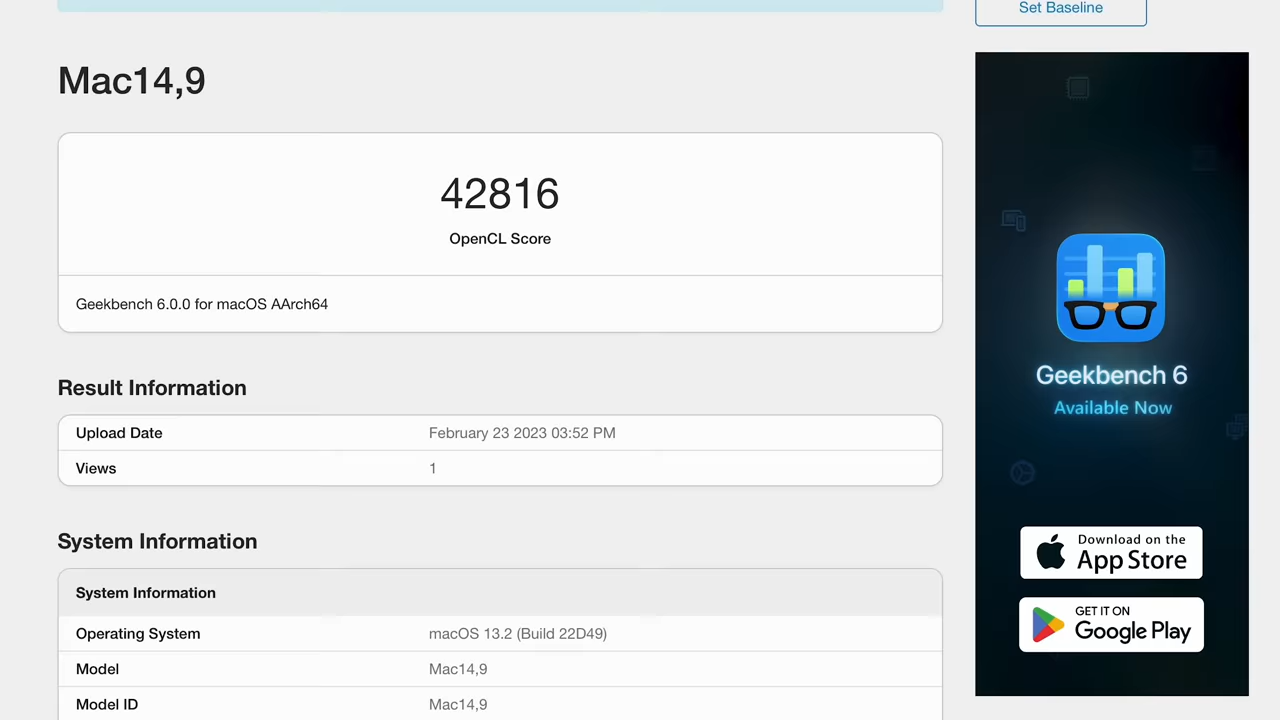 Set Baseline
Mac14,9
42816
OpenCL Score
Geekbench 6.0.0 for macOS AArch64
Result Information
Upload Date February 23 2023 03:52 PM
Views 1
System Information
System Information
Operating System macOS 13.2 (Build 22D49)
Model Mac14,9
Model ID Mac14,9
Geekbench 6
Available Now
Download on the
App Store
GET IT ON
Google Play